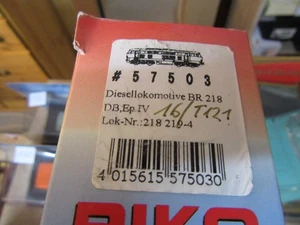 #57503
Diesellokomotive BR 218
DB,Ep.IV 16/T121
Lok-Nr.:218 219-4
4 015615 575030
PIKO